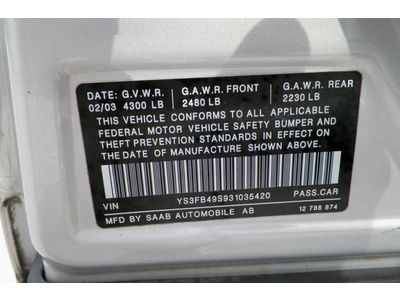 DATE: G.V.W.R. G.A.W.R. FRONT G.A.W.R. REAR
02/03 4300 LB 2480 LB 2230 LB
THIS VEHICLE CONFORMS TO ALL APPLICABLE
FEDERAL MOTOR VEHICLE SAFETY, BUMPER AND
THEFT PREVENTION STANDARDS IN EFFECT ON
THE DATE OF MANUFACTURE SHOWN ABOVE.
VIN YS3FB49S931035420 PASS.CAR
MFD BY SAAB AUTOMOBILE AB 12 788 874